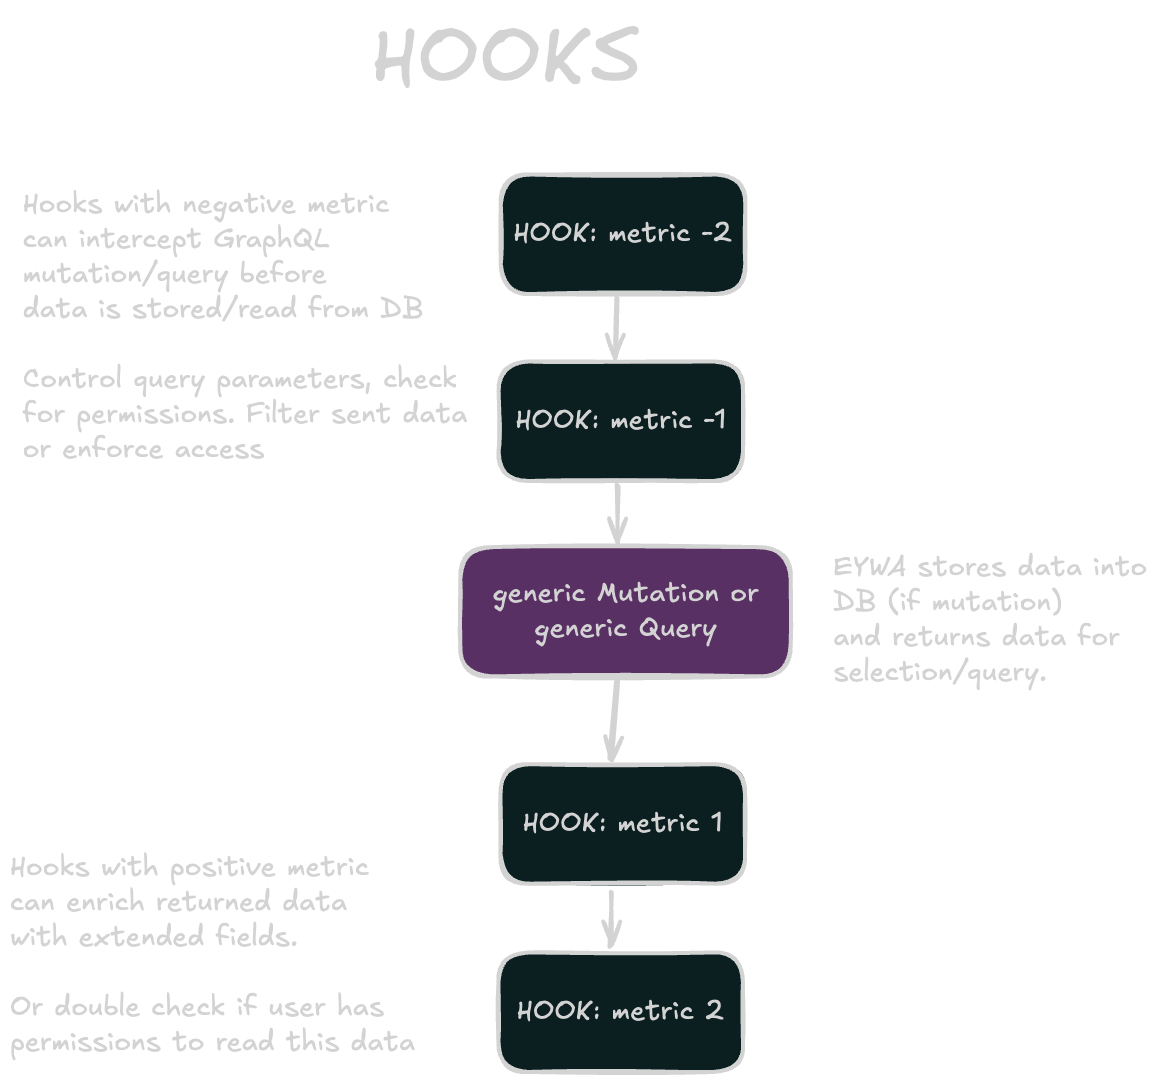 HOOKS
Hooks with negative metric
can intercept GraphQL
mutation/query before
data is stored/read from DB
Control query parameters, check
for permissions. Filter sent data
or enforce access
HOOK: metric -2
HOOK: metric -1
generic Mutation or
generic Query
EYWA stores data into
DB (if mutation)
and returns data for
selection/query.
HOOK: metric 1
Hooks with positive metric
can enrich returned data
with extended fields.
Or double check if user has
permissions to read this data
HOOK: metric 2